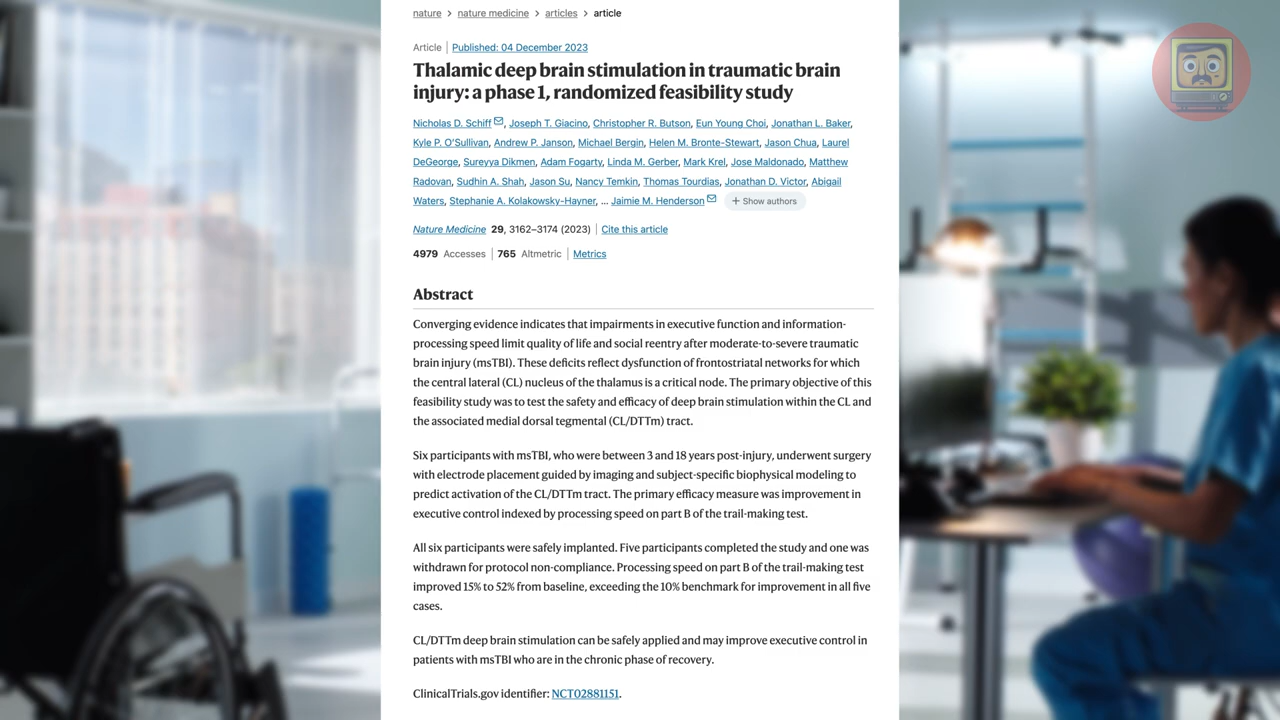 nature > nature medicine > articles > article
Article | Published: 04 December 2023
Thalamic deep brain stimulation in traumatic brain
injury: a phase 1, randomized feasibility study
Nicholas D. Schiff, Joseph T. Giacino, Christopher R. Butson, Eun Young Choi, Jonathan L. Baker,
Kyle P. O'Sullivan, Andrew P. Janson, Michael Bergin, Helen M. Bronte-Stewart, Jason Chua, Laurel
DeGeorge, Sureyya Dikmen, Adam Fogarty, Linda M. Gerber, Mark Krel, Jose Maldonado, Matthew
Radovan, Sudhin A. Shah, Jason Su, Nancy Temkin, Thomas Tourdias, Jonathan D. Victor, Abigail
Waters, Stephanie A. Kolakowsky-Hayner, ... Jaimie M. Henderson + Show authors
Nature Medicine 29, 3162–3174 (2023) | Cite this article
4979 Accesses | 765 Altmetric | Metrics
Abstract
Converging evidence indicates that impairments in executive function and information-
processing speed limit quality of life and social reentry after moderate-to-severe traumatic
brain injury (msTBI). These deficits reflect dysfunction of frontostriatal networks for which
the central lateral (CL) nucleus of the thalamus is a critical node. The primary objective of this
feasibility study was to test the safety and efficacy of deep brain stimulation within the CL and
the associated medial dorsal tegmental (CL/DTTm) tract.
Six participants with msTBI, who were between 3 and 18 years post-injury, underwent surgery
with electrode placement guided by imaging and subject-specific biophysical modeling to
predict activation of the CL/DTTm tract. The primary efficacy measure was improvement in
executive control indexed by processing speed on part B of the trail-making test.
All six participants were safely implanted. Five participants completed the study and one was
withdrawn for protocol non-compliance. Processing speed on part B of the trail-making test
improved 15% to 52% from baseline, exceeding the 10% benchmark for improvement in all five
cases.
CL/DTTm deep brain stimulation can be safely applied and may improve executive control in
patients with msTBI who are in the chronic phase of recovery.
ClinicalTrials.gov identifier: NCT02881151.